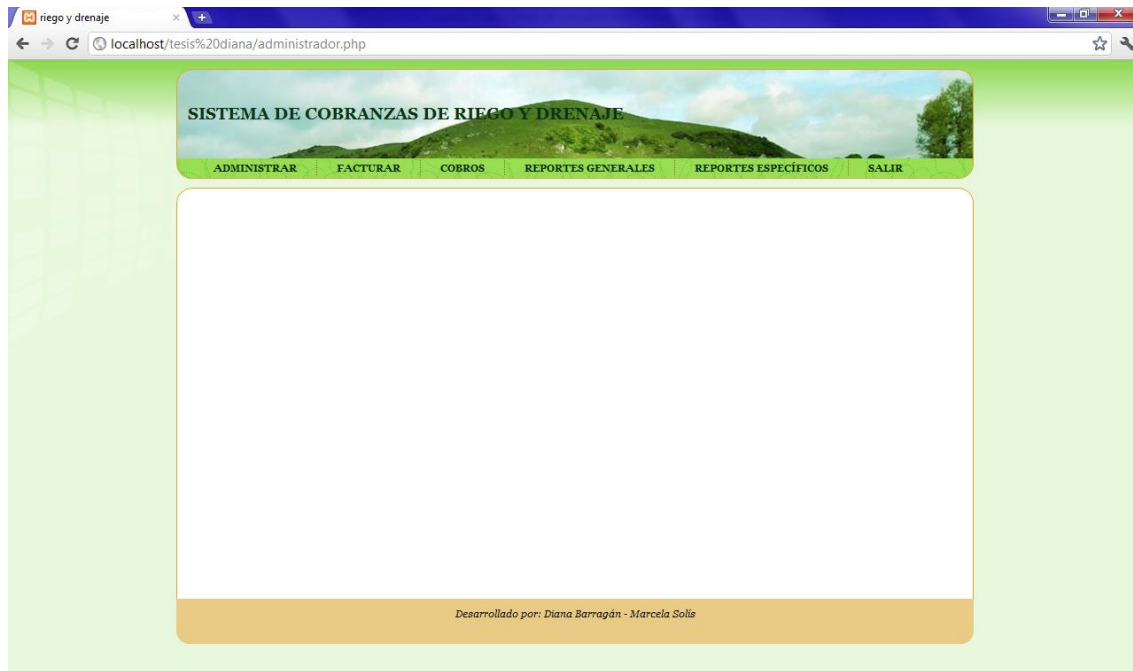 riego y drenaje
localhost/tesis%20diana/administrador.php
SISTEMA DE COBRANZAS DE RIEGO Y DRENAJE
ADMINISTRAR FACTURAR COBROS REPORTES GENERALES REPORTES ESPECÍFICOS SALIR
Desarrollado por: Diana Barragán - Marcela Solís